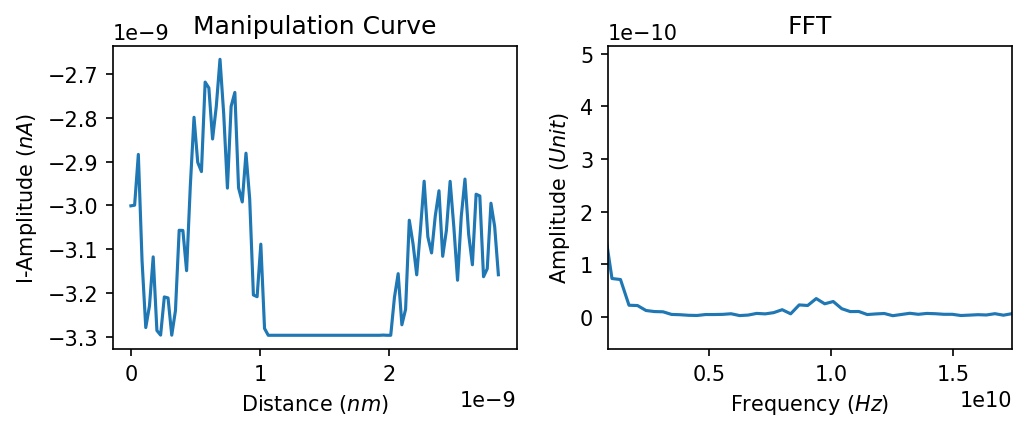 Manipulation Curve
1e−9
I-Amplitude (nA)
−2.7
−2.8
−2.9
−3.0
−3.1
−3.2
−3.3
0 1 2
Distance (nm)
1e−9
FFT
1e−10
Amplitude (Unit)
5
4
3
2
1
0
0.5 1.0 1.5
Frequency (Hz)
1e10